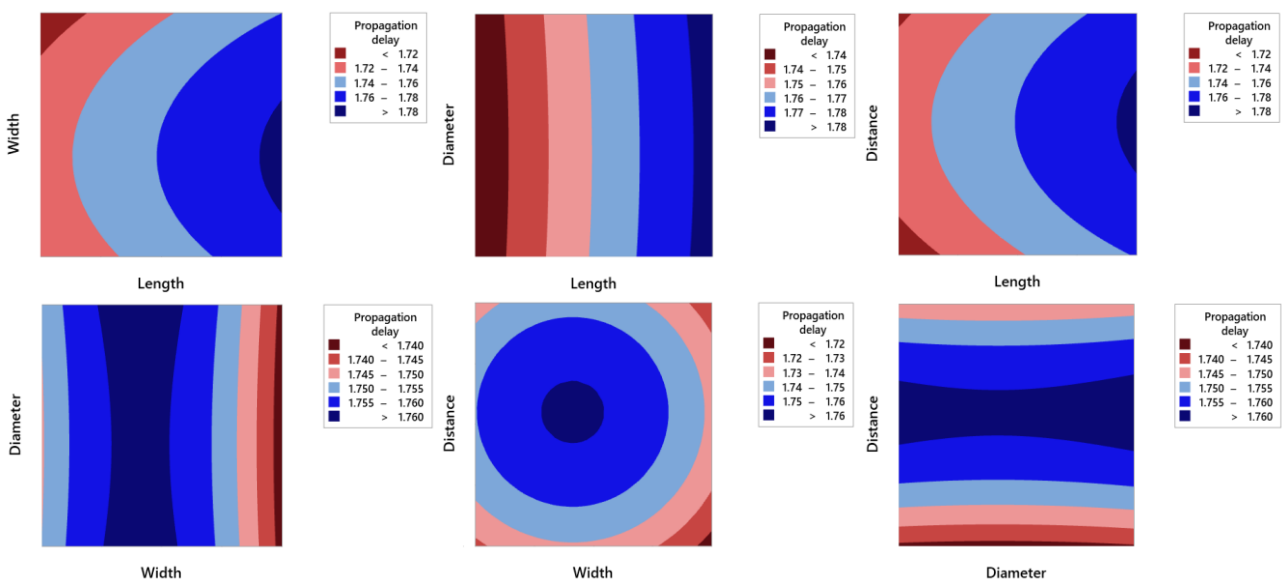 Propagation
delay
< 1.72
1.72 – 1.74
1.74 – 1.76
1.76 – 1.78
> 1.78
Width
Length
Propagation
delay
< 1.74
1.74 – 1.75
1.75 – 1.76
1.76 – 1.77
1.77 – 1.78
> 1.78
Diameter
Length
Propagation
delay
< 1.72
1.72 – 1.74
1.74 – 1.76
1.76 – 1.78
> 1.78
Distance
Length
Propagation
delay
< 1.740
1.740 – 1.745
1.745 – 1.750
1.750 – 1.755
1.755 – 1.760
> 1.760
Diameter
Width
Propagation
delay
< 1.72
1.72 – 1.73
1.73 – 1.74
1.74 – 1.75
1.75 – 1.76
> 1.76
Distance
Width
Propagation
delay
< 1.740
1.740 – 1.745
1.745 – 1.750
1.750 – 1.755
1.755 – 1.760
> 1.760
Distance
Diameter